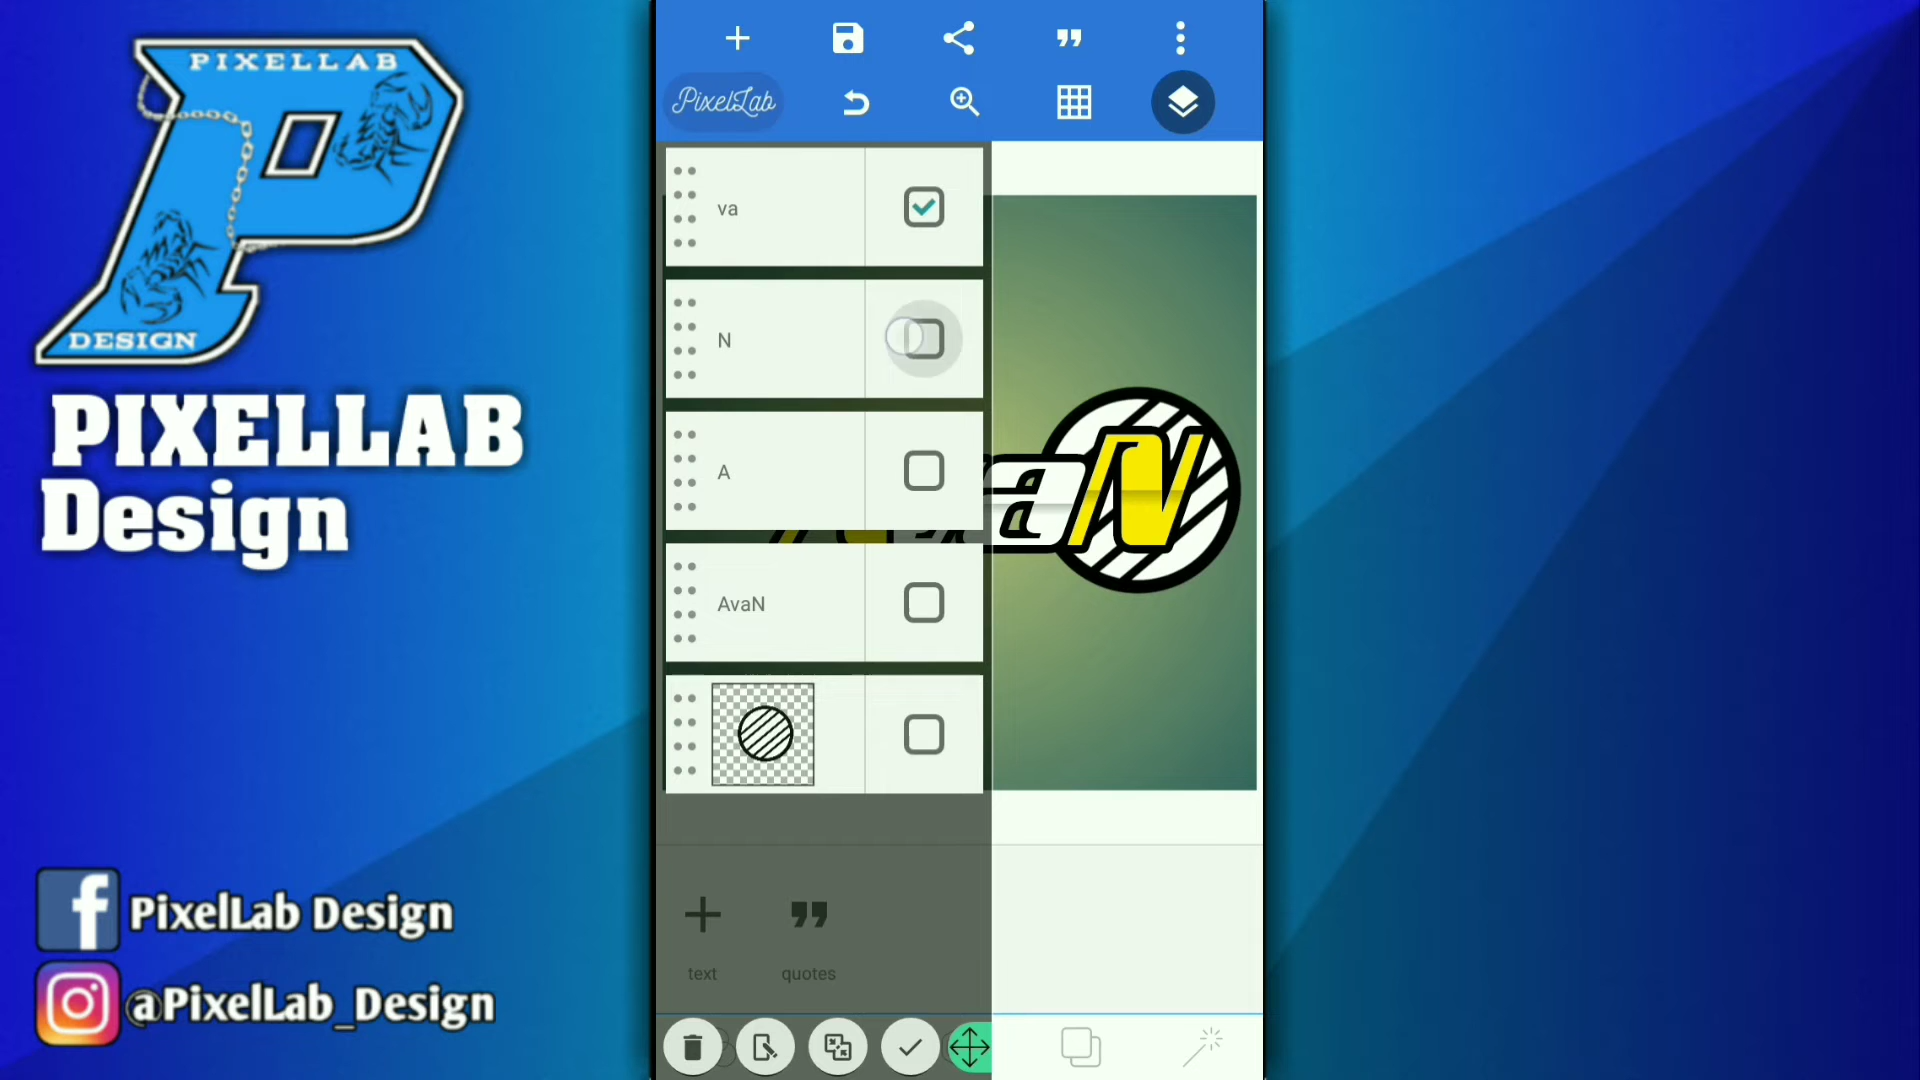 PIXELLAB
DESIGN
PIXELLAB
Design
PixelLab Design
@PixelLab_Design
PixelLab
va
N
A
AvaN
aN
text
quotes